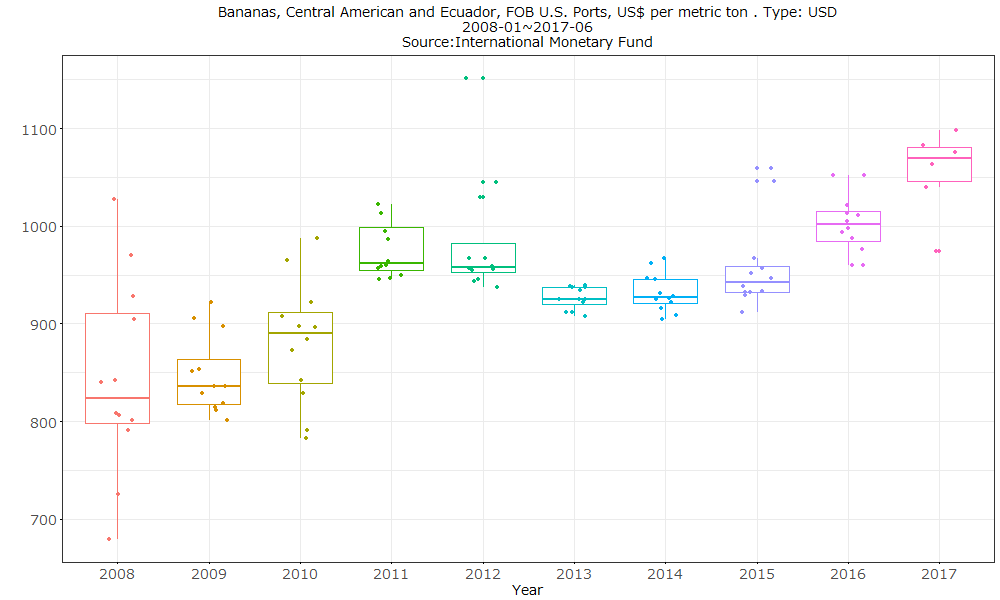 Bananas, Central American and Ecuador, FOB U.S. Ports, US$ per metric ton . Type: USD
2008-01~2017-06
Source:International Monetary Fund
1100
1000
900
800
700
2008 2009 2010 2011 2012 2013 2014 2015 2016 2017
Year